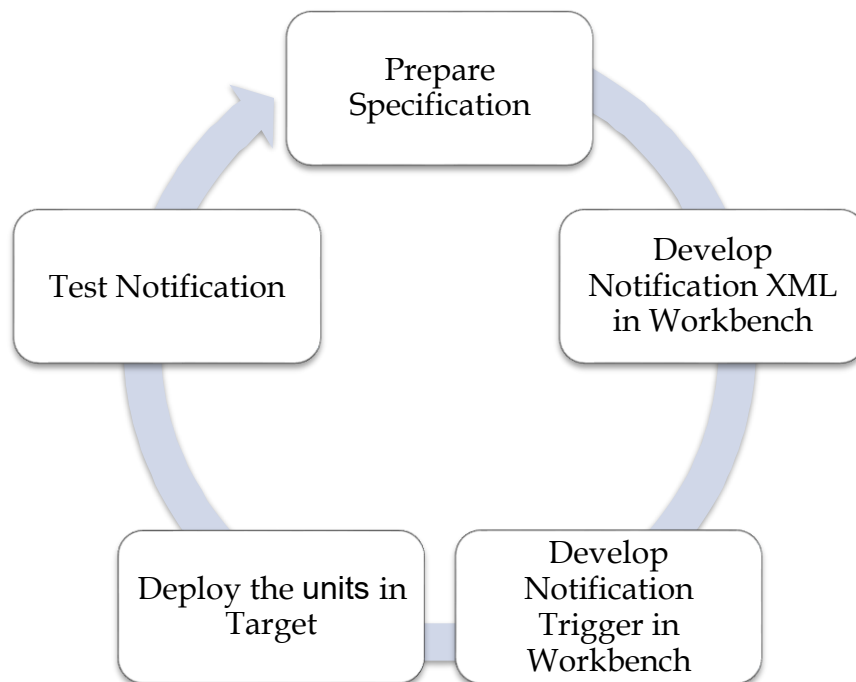 Prepare
Specification
Develop
Notification XML
in Workbench
Develop
Notification
Trigger in
Workbench
Deploy the units in
Target
Test Notification